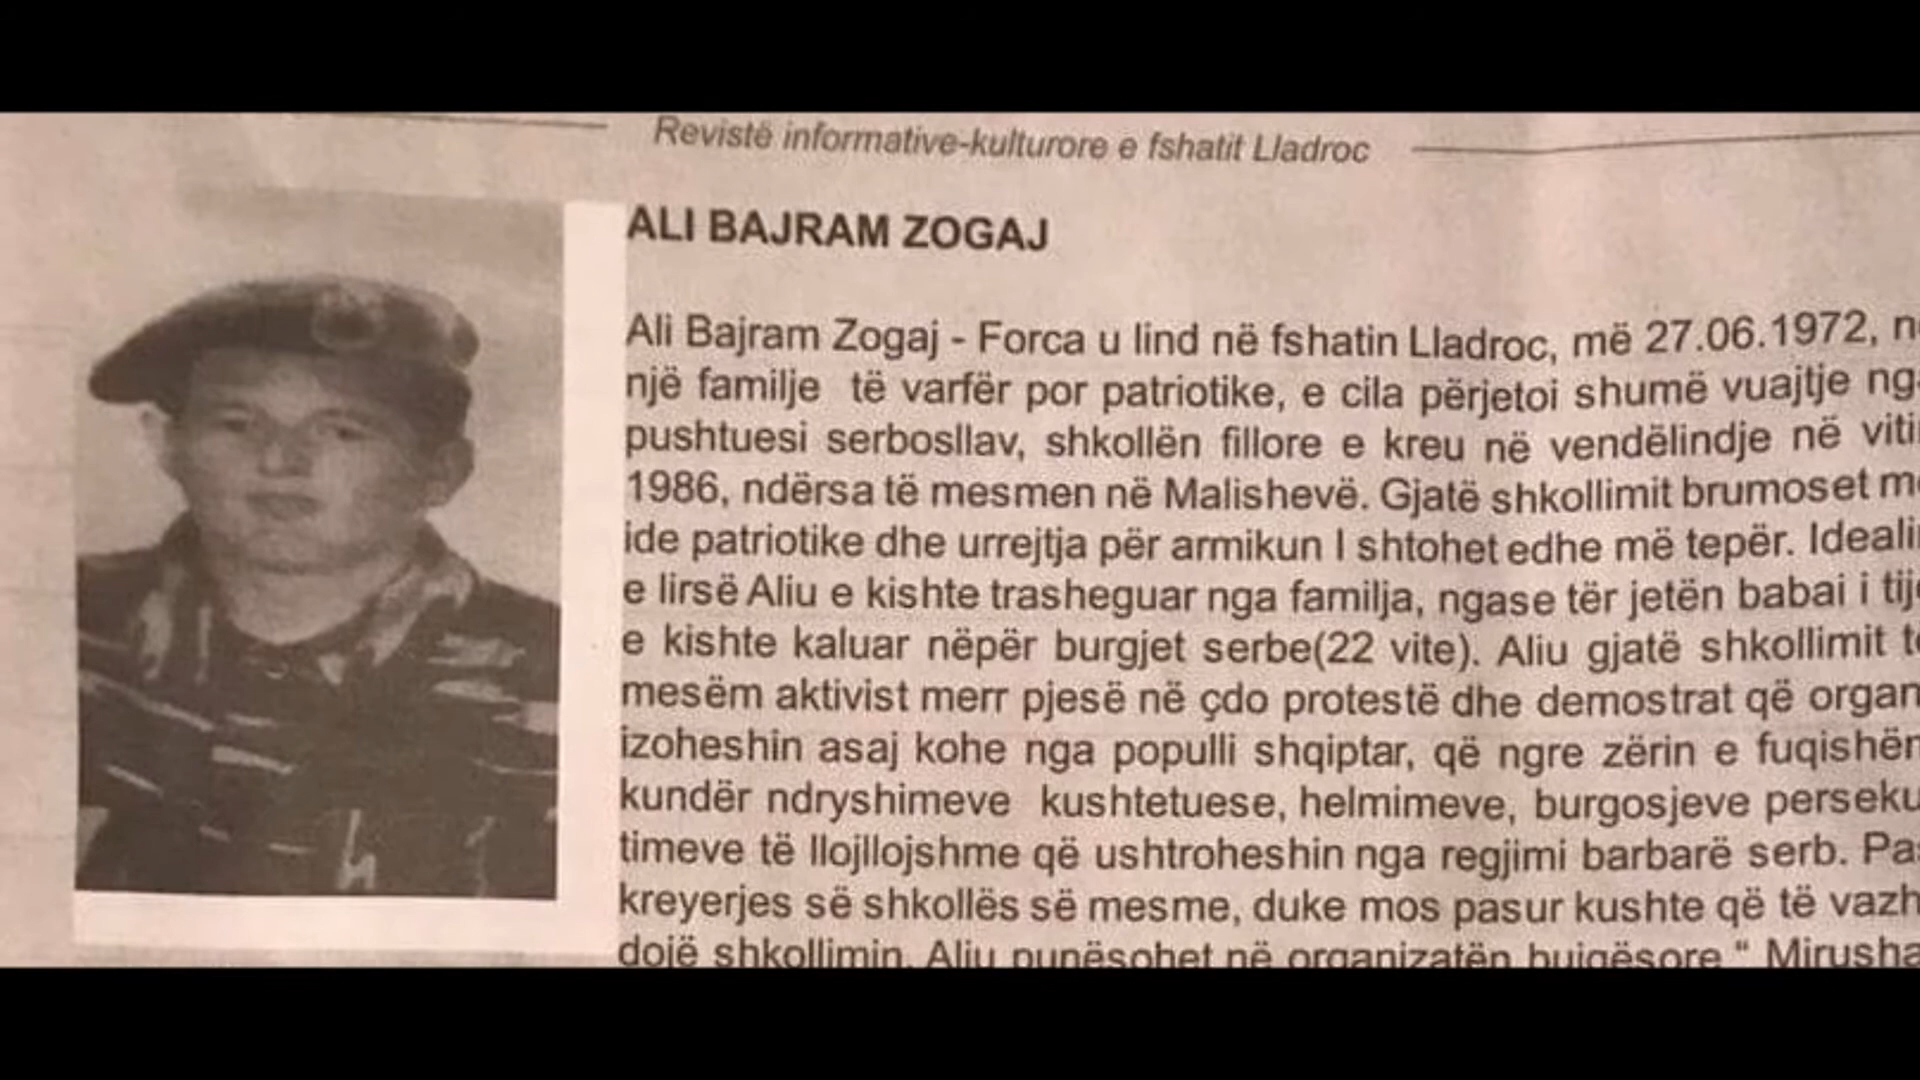 Revistë informative-kulturore e fshatit Lladroc
ALI BAJRAM ZOGAJ
Ali Bajram Zogaj - Forca u lind në fshatin Lladroc, më 27.06.1972,
një familje të varfër por patriotike, e cila përjetoi shumë vuajtje
pushtuesi serbosllav, shkollën fillore e kreu në vendëlindje në
1986, ndërsa të mesmen në Malishevë. Gjatë shkollimit brumoset
ide patriotike dhe urrejtja për armikun I shtohet edhe më tepër.
e lirsë Aliu e kishte trasheguar nga familja, ngase tër jetën babai i
e kishte kaluar nëpër burgjet serbe(22 vite). Aliu gjatë shkollimit
mesëm aktivist merr pjesë në çdo protestë dhe demostrat që organ
izoheshin asaj kohe nga populli shqiptar, që ngre zërin e
kundër ndryshimeve kushtetuese, helmimeve, burgosjeve perseku
timeve të llojllojshme që ushtroheshin nga regjimi barbarë serb.
kreyerjes së shkollës së mesme, duke mos pasur kushte që të vazh
dojë shkollimin, Aliu punësohet në organizatën bujqësore “ Mirusha